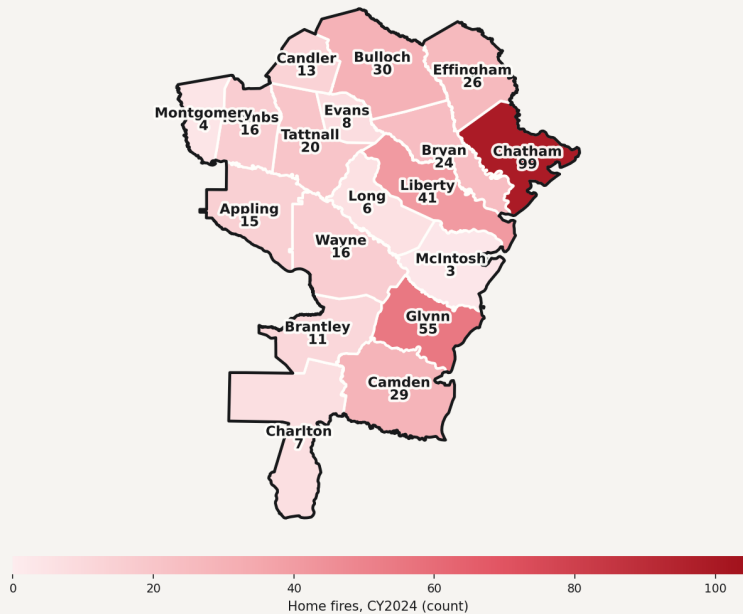 Candler
13
Bulloch
30
Effingham
26
Montgomery
4
16
Evans
8
Tattnall
20
Bryan
24
Chatham
99
Liberty
41
Long
6
Appling
15
Wayne
16
McIntosh
3
Glynn
55
Brantley
11
Camden
29
Charlton
7
0 20 40 60 80 100
Home fires, CY2024 (count)